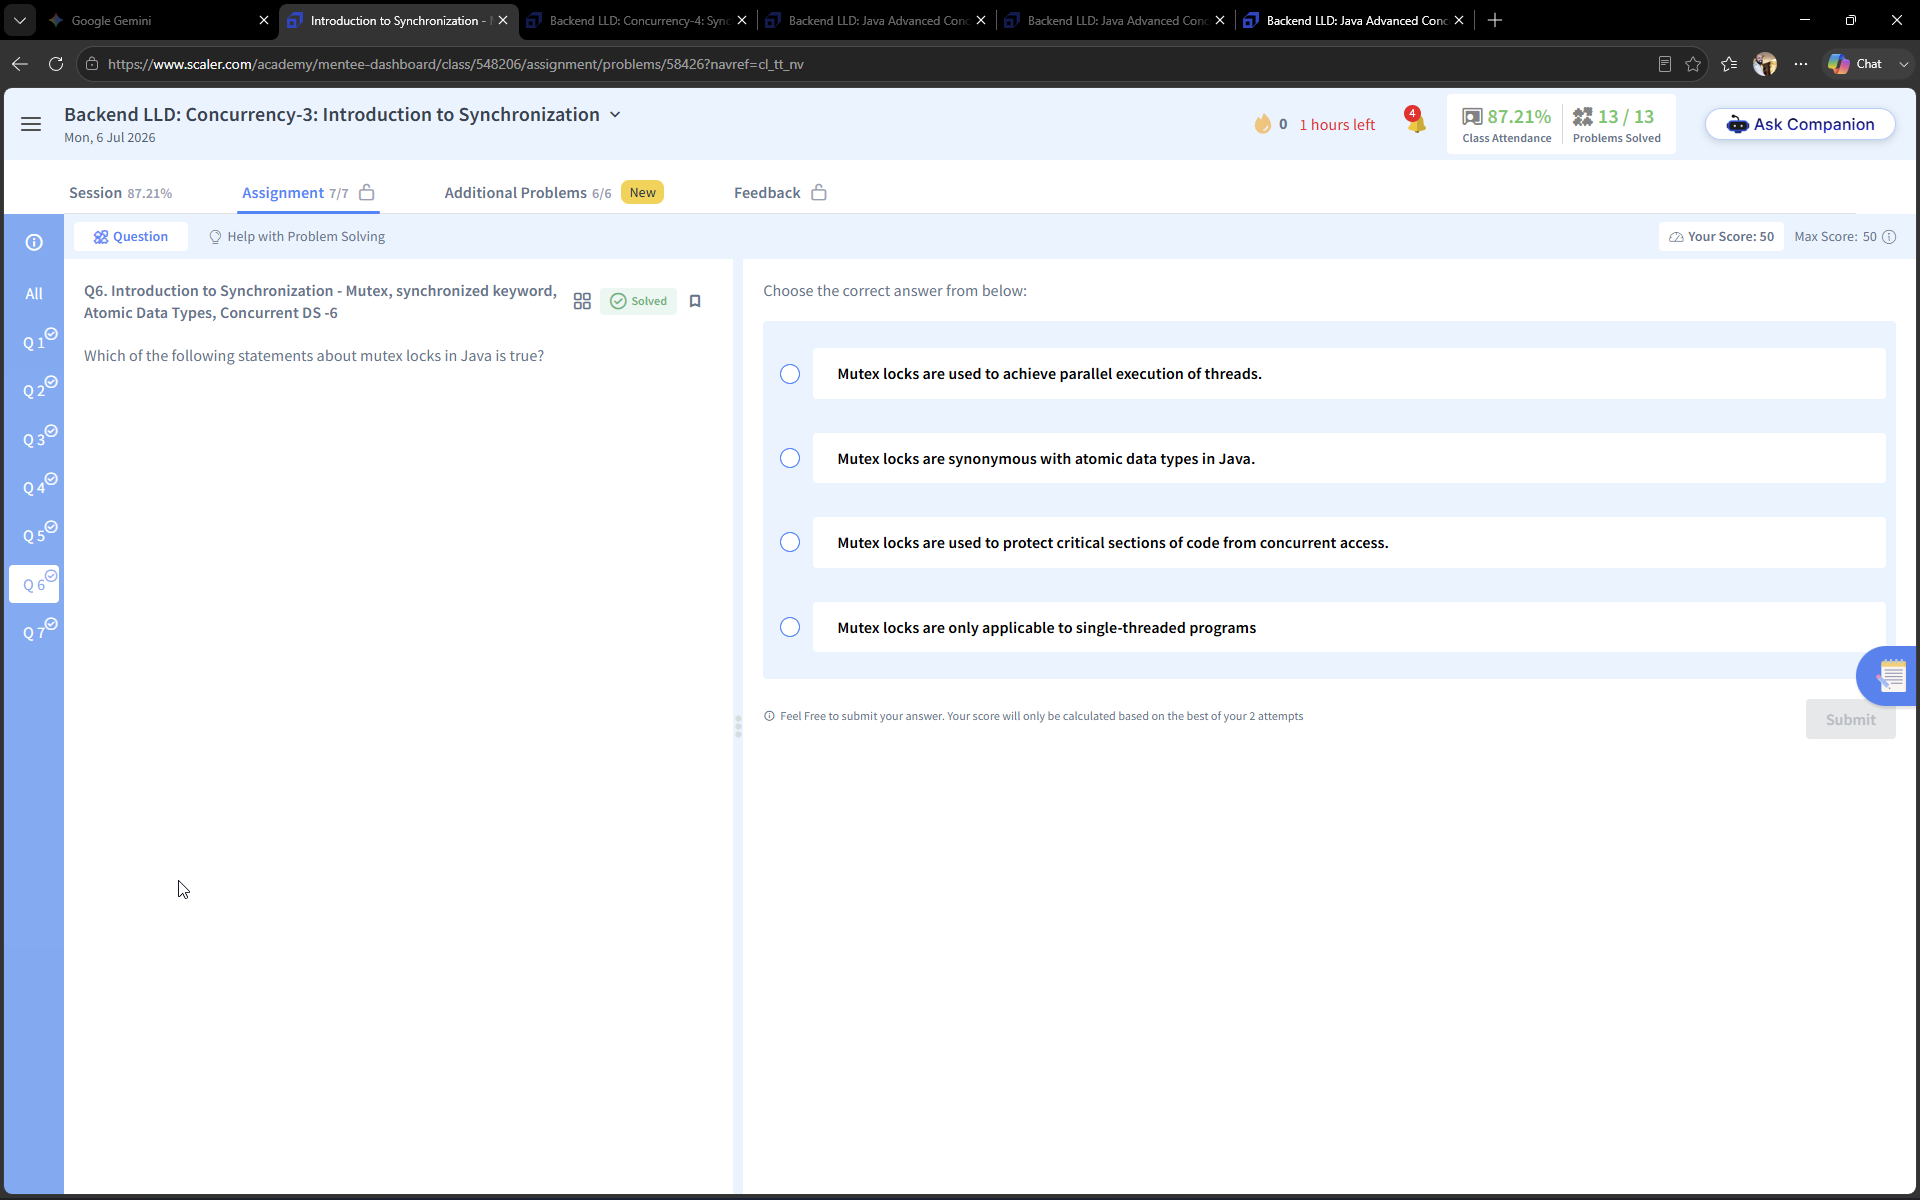 Google Gemini
Introduction to Synchronization -
Backend LLD: Concurrency-4: Sync
Backend LLD: Java Advanced Conc
Backend LLD: Java Advanced Conc
Backend LLD: Java Advanced Conc
https://www.scaler.com/academy/mentee-dashboard/class/548206/assignment/problems/58426?navref=cl_tt_nv
Chat
Backend LLD: Concurrency-3: Introduction to Synchronization
Mon, 6 Jul 2026
0
1 hours left
4
87.21%
Class Attendance
13 / 13
Problems Solved
Ask Companion
Session 87.21%
Assignment 7/7
Additional Problems 6/6
New
Feedback
Question
Help with Problem Solving
Your Score: 50
Max Score: 50
All
Q 1
Q 2
Q 3
Q 4
Q 5
Q 6
Q 7
Q6. Introduction to Synchronization - Mutex, synchronized keyword,
Atomic Data Types, Concurrent DS -6
Solved
Which of the following statements about mutex locks in Java is true?
Choose the correct answer from below:
Mutex locks are used to achieve parallel execution of threads.
Mutex locks are synonymous with atomic data types in Java.
Mutex locks are used to protect critical sections of code from concurrent access.
Mutex locks are only applicable to single-threaded programs
Feel Free to submit your answer. Your score will only be calculated based on the best of your 2 attempts
Submit